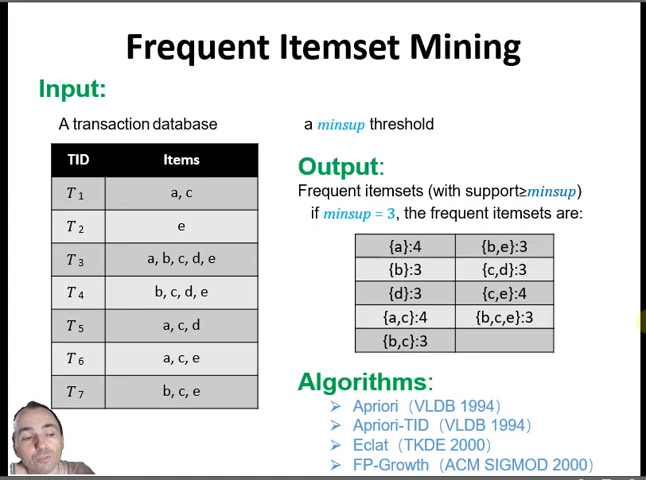 Frequent Itemset Mining
Input:
A transaction database
a minsup threshold
TID Items
T 1 a, c
T 2 e
T 3 a, b, c, d, e
T 4 b, c, d, e
T 5 a, c, d
T 6 a, c, e
T 7 b, c, e
Output:
Frequent itemsets (with support≥minsup)
if minsup = 3, the frequent itemsets are:
{a}:4 {b,e}:3
{b}:3 {c,d}:3
{d}:3 {c,e}:4
{a,c}:4 {b,c,e}:3
{b,c}:3
Algorithms:
➢ Apriori（VLDB 1994）
➢ Apriori-TID（VLDB 1994）
➢ Eclat（TKDE 2000）
➢ FP-Growth（ACM SIGMOD 2000）